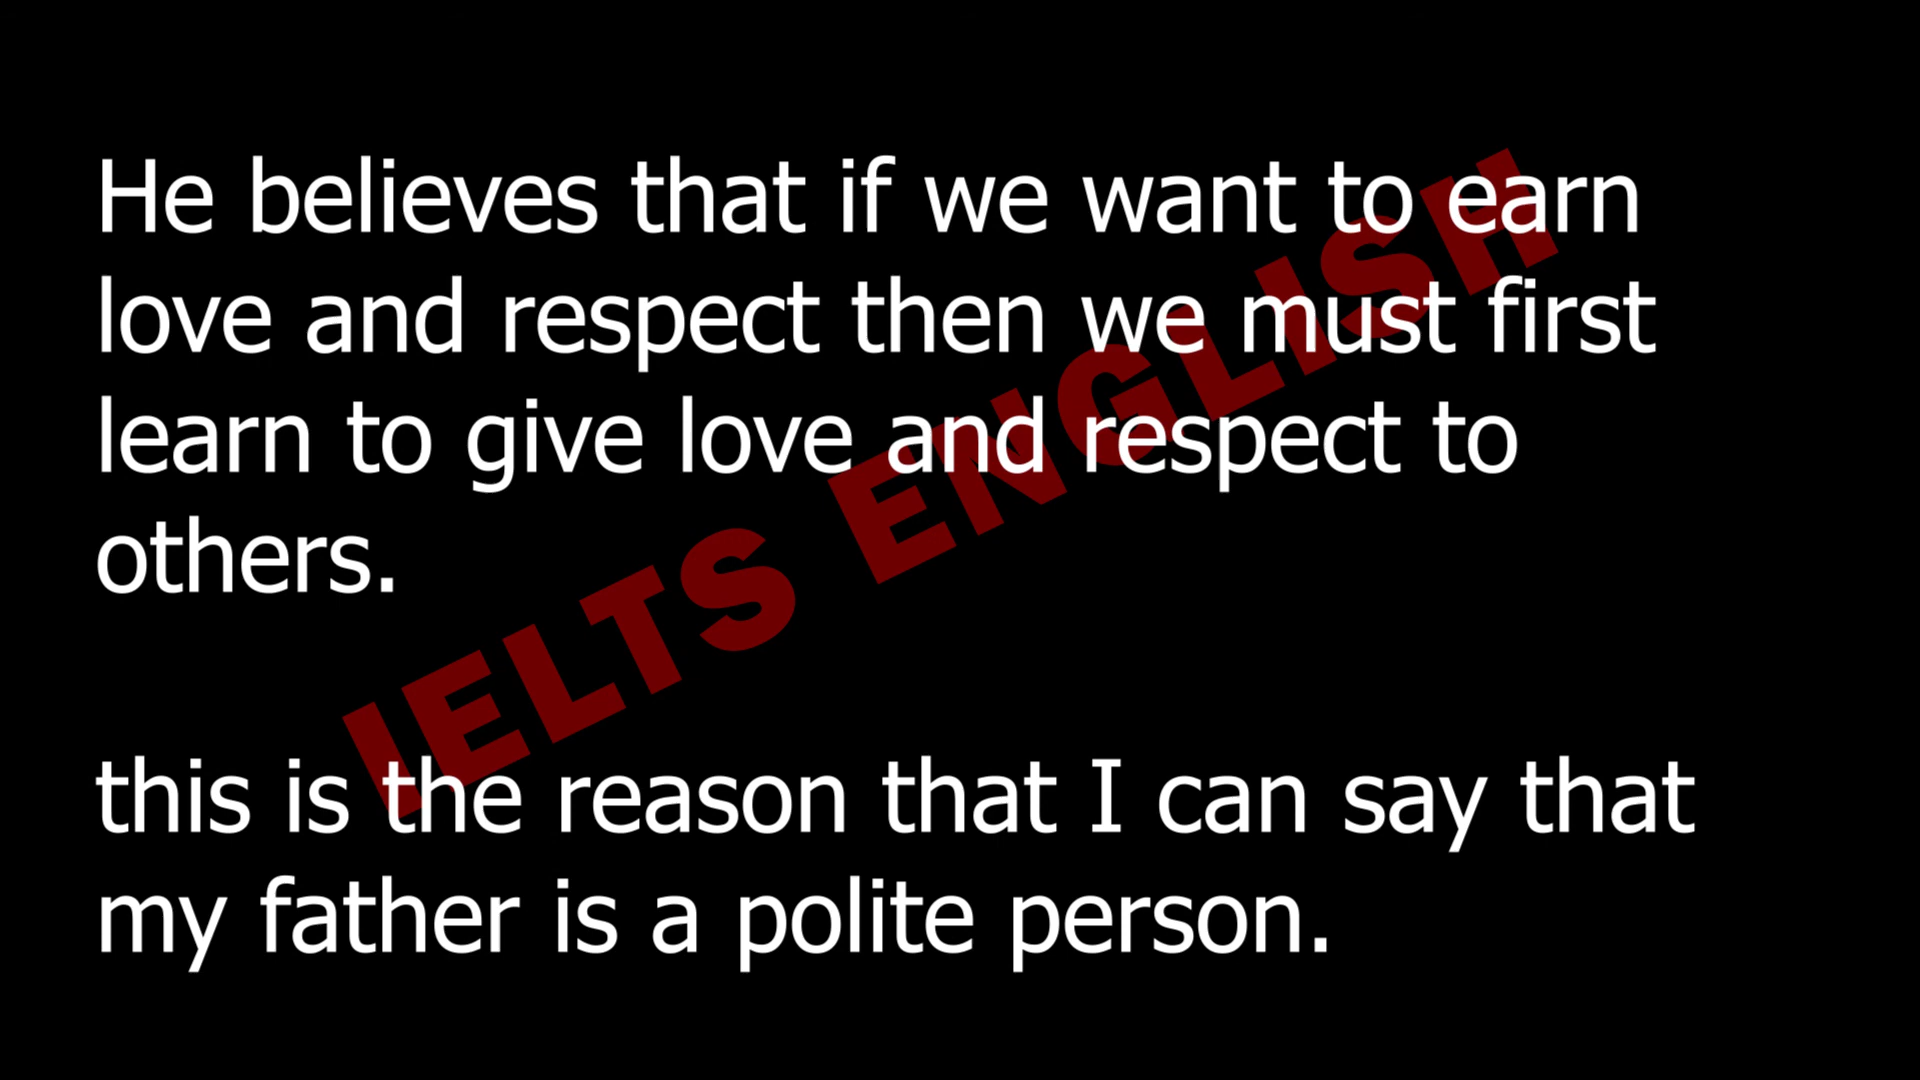 He believes that if we want to earn
love and respect then we must first
learn to give love and respect to
others.
this is the reason that I can say that
my father is a polite person.
IELTS ENGLISH